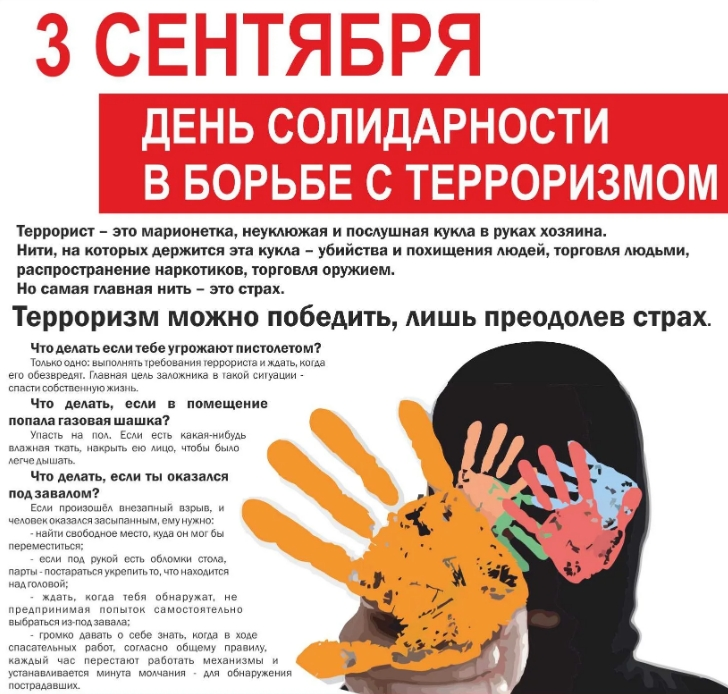 3 СЕНТЯБРЯ
ДЕНЬ СОЛИДАРНОСТИ
В БОРЬБЕ С ТЕРРОРИЗМОМ
Террорист – это марионетка, неуклюжая и послушная кукла в руках хозяина.
Нити, на которых держится эта кукла – убийства и похищения людей, торговля людьми,
распространение наркотиков, торговля оружием.
Но самая главная нить – это страх.
Терроризм можно победить, лишь преодолев страх.
Что делать если тебе угрожают пистолетом?
Только одно: выполнять требования террориста и ждать, когда
его обезвредят. Главная цель заложника в такой ситуации -
спасти собственную жизнь.
Что делать, если в помещение
попала газовая шашка?
Упасть на пол. Если есть какая-нибудь
влажная ткать, накрыть ею лицо, чтобы было
легче дышать.
Что делать, если ты оказался
под завалом?
Если произошёл внезапный взрыв, и
человек оказался засыпанным, ему нужно:
- найти свободное место, куда он мог бы
переместиться;
- если под рукой есть обломки стола,
парты - постараться укрепить то, что находится
над головой;
- ждать, когда тебя обнаружат, не
предпринимая попыток самостоятельно
выбраться из-под завала;
- громко давать о себе знать, когда в ходе
спасательных работ, согласно общему правилу,
каждый час перестают работать механизмы и
устанавливается минута молчания - для обнаружения
пострадавших.